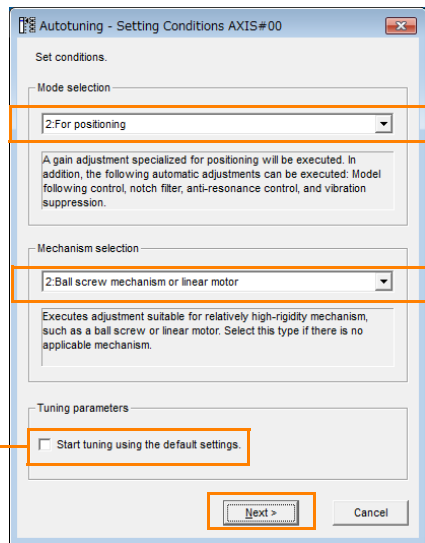 Autotuning - Setting Conditions AXIS#00
Set conditions.
Mode selection
2:For positioning
A gain adjustment specialized for positioning will be executed. In
addition, the following automatic adjustments can be executed: Model
following control, notch filter, anti-resonance control, and vibration
suppression.
Mechanism selection
2:Ball screw mechanism or linear motor
Executes adjustment suitable for relatively high-rigidity mechanism,
such as a ball screw or linear motor. Select this type if there is no
applicable mechanism.
Tuning parameters
Start tuning using the default settings.
Next >
Cancel